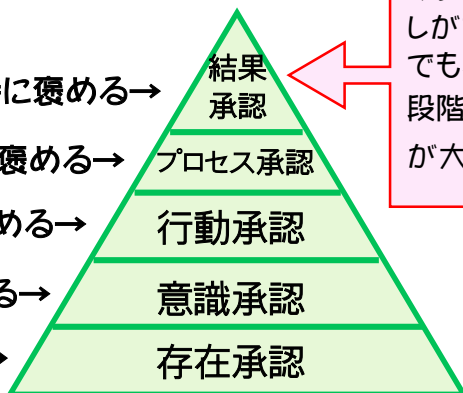 しが
でも
段階
が大
結果
承認
に褒める→
プロセス承認
褒める→
行動承認
める→
意識承認
る→
存在承認